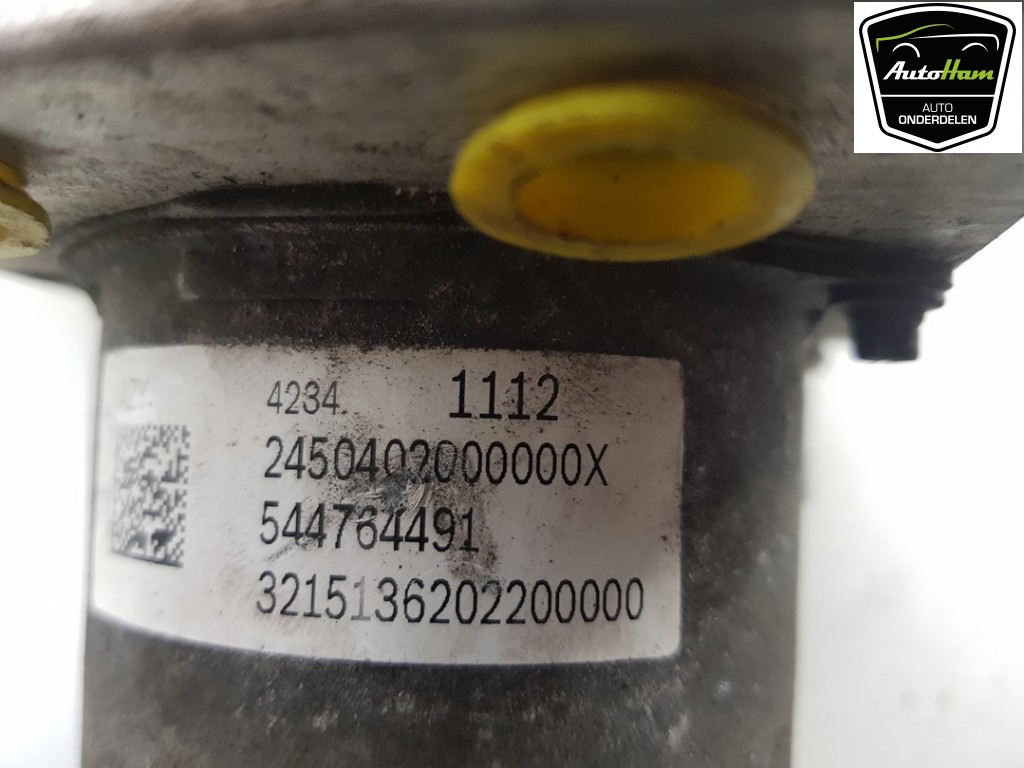 AutoHam
AUTO
ONDERDELEN
4234 1112
2450402000000X
544764491
3215136202200000